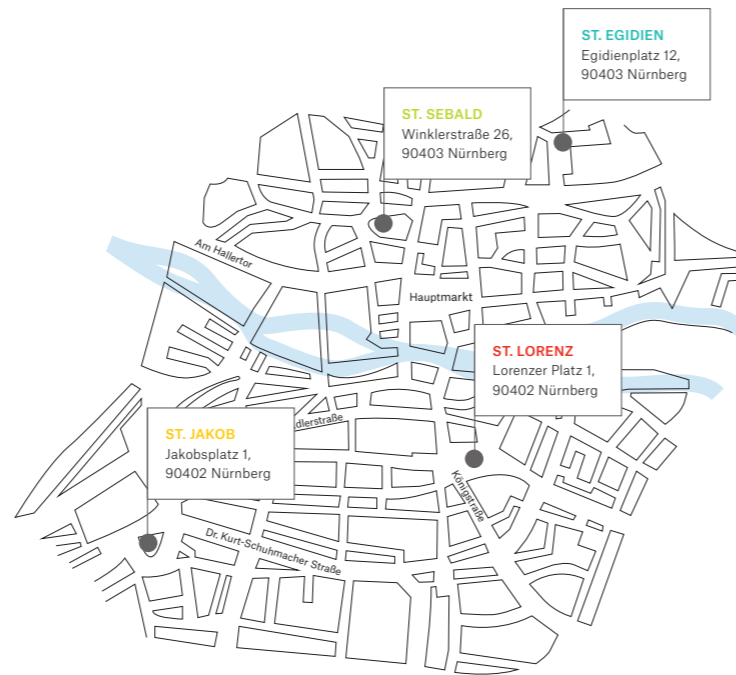 ST. EGIDIEN
Egidienplatz 12,
90403 Nürnberg
ST. SEBALD
Winklerstraße 26,
90403 Nürnberg
Am Hallertor
Hauptmarkt
ST. LORENZ
Lorenzer Platz 1,
90402 Nürnberg
dlerstraße
ST. JAKOB
Jakobsplatz 1,
90402 Nürnberg
Königstraße
Dr. Kurt-Schuhmacher Straße